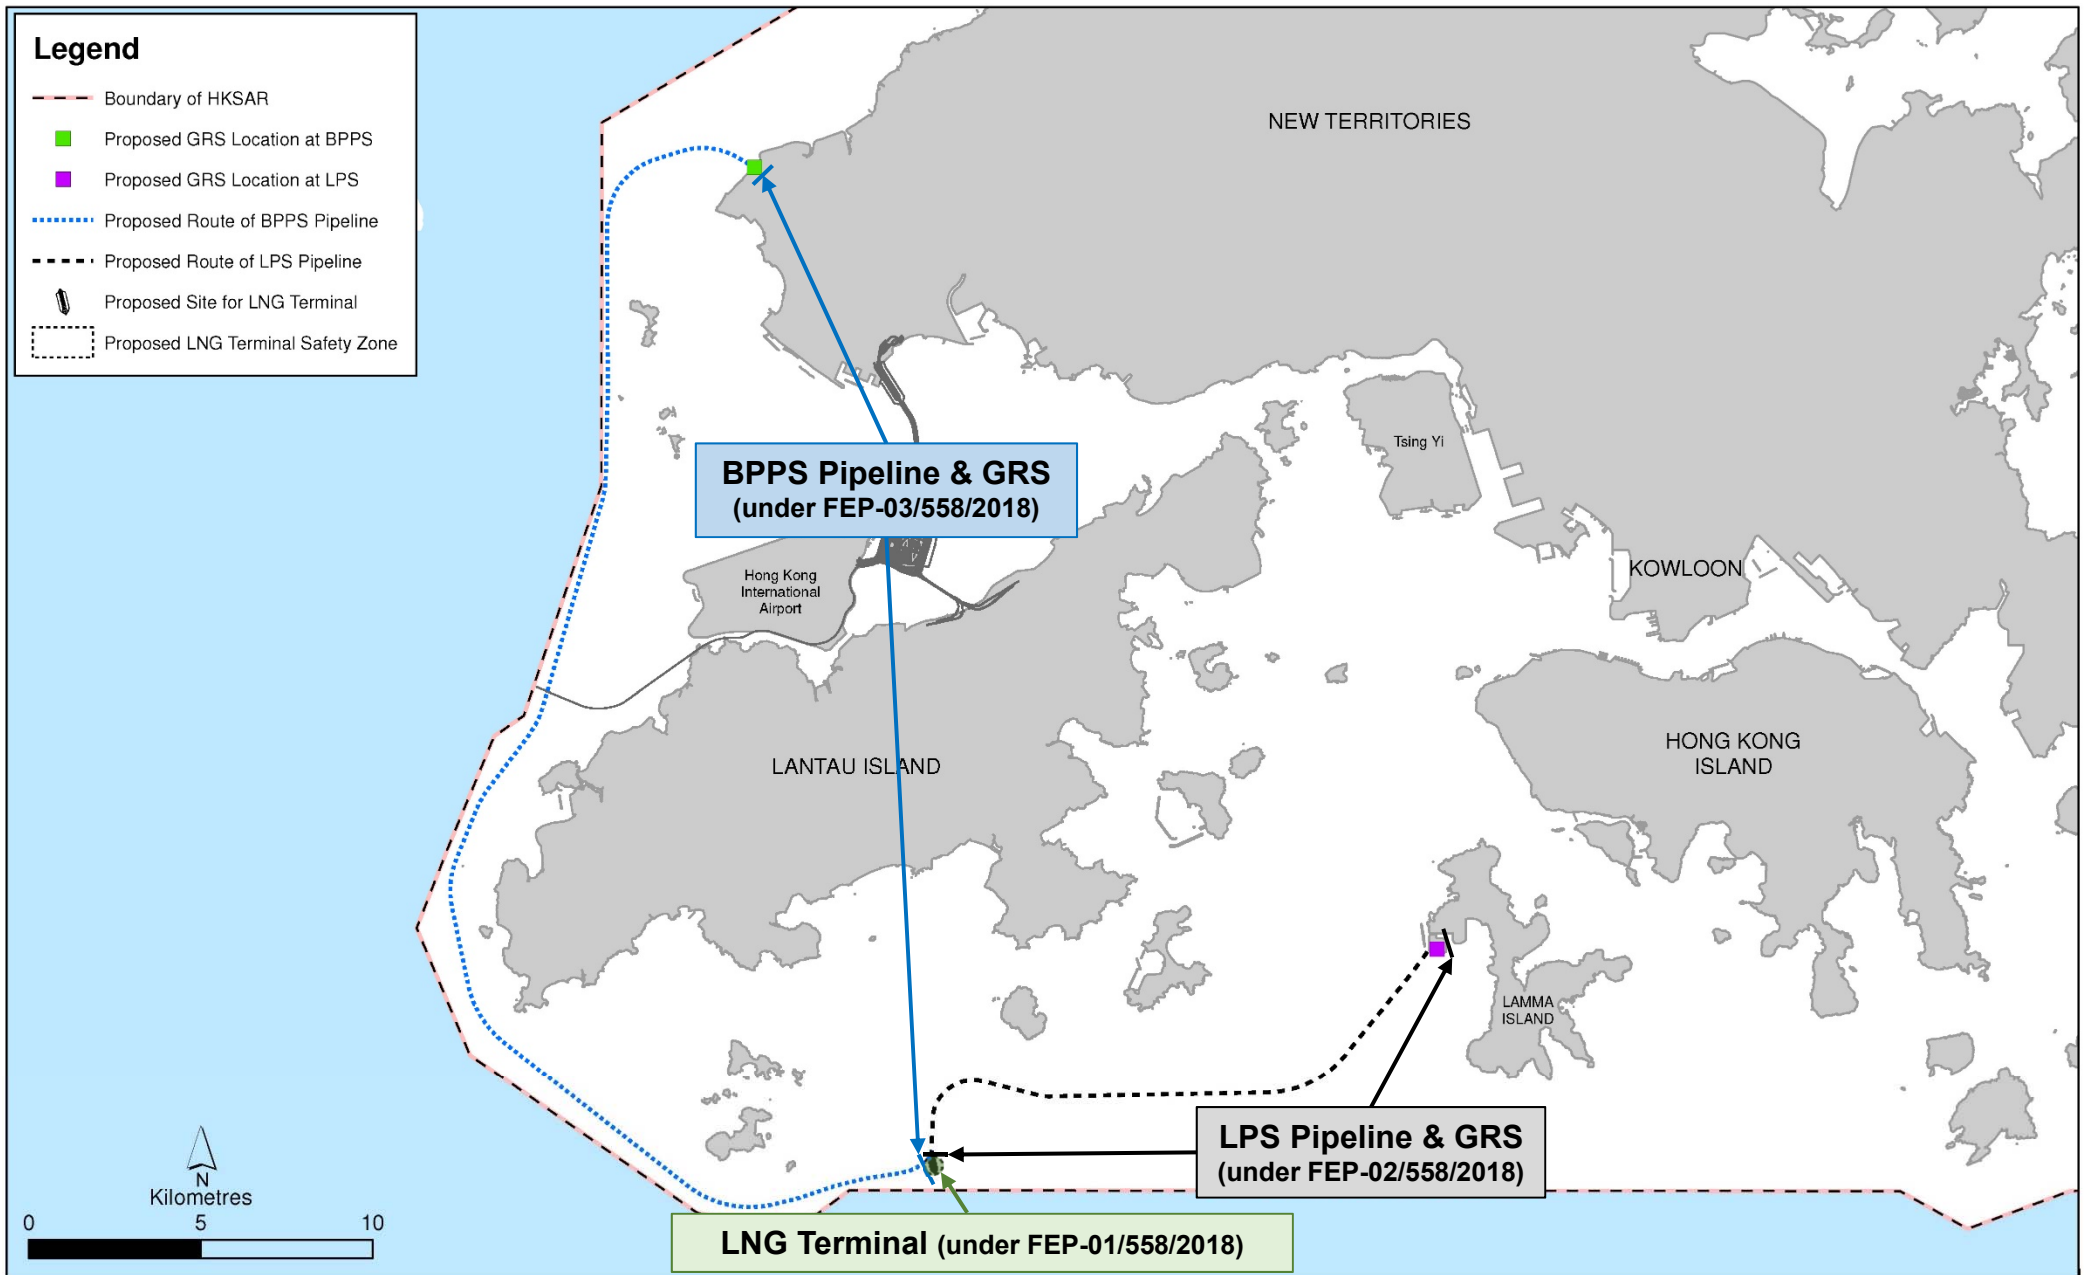 Legend
Boundary of HKSAR
Proposed GRS Location at BPPS
Proposed GRS Location at LPS
Proposed Route of BPPS Pipeline
Proposed Route of LPS Pipeline
Proposed Site for LNG Terminal
Proposed LNG Terminal Safety Zone
NEW TERRITORIES
Tsing Yi
BPPS Pipeline & GRS
(under FEP-03/558/2018)
Hong Kong
International
Airport
KOWLOON
LANTAU ISLAND
HONG KONG
ISLAND
LAMMA
ISLAND
LPS Pipeline & GRS
(under FEP-02/558/2018)
N
Kilometres
0 5 10
LNG Terminal (under FEP-01/558/2018)